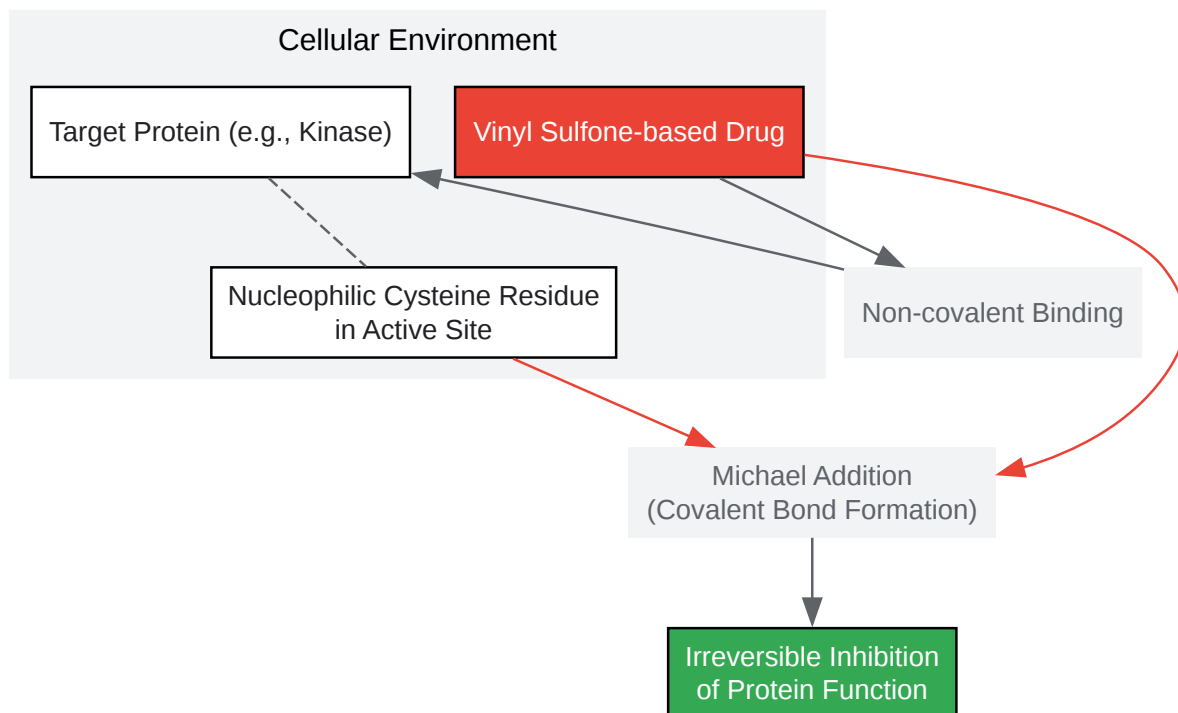 Cellular Environment
Target Protein (e.g., Kinase)
Vinyl Sulfone-based Drug
Nucleophilic Cysteine Residue
in Active Site
Non-covalent Binding
Michael Addition
(Covalent Bond Formation)
Irreversible Inhibition
of Protein Function